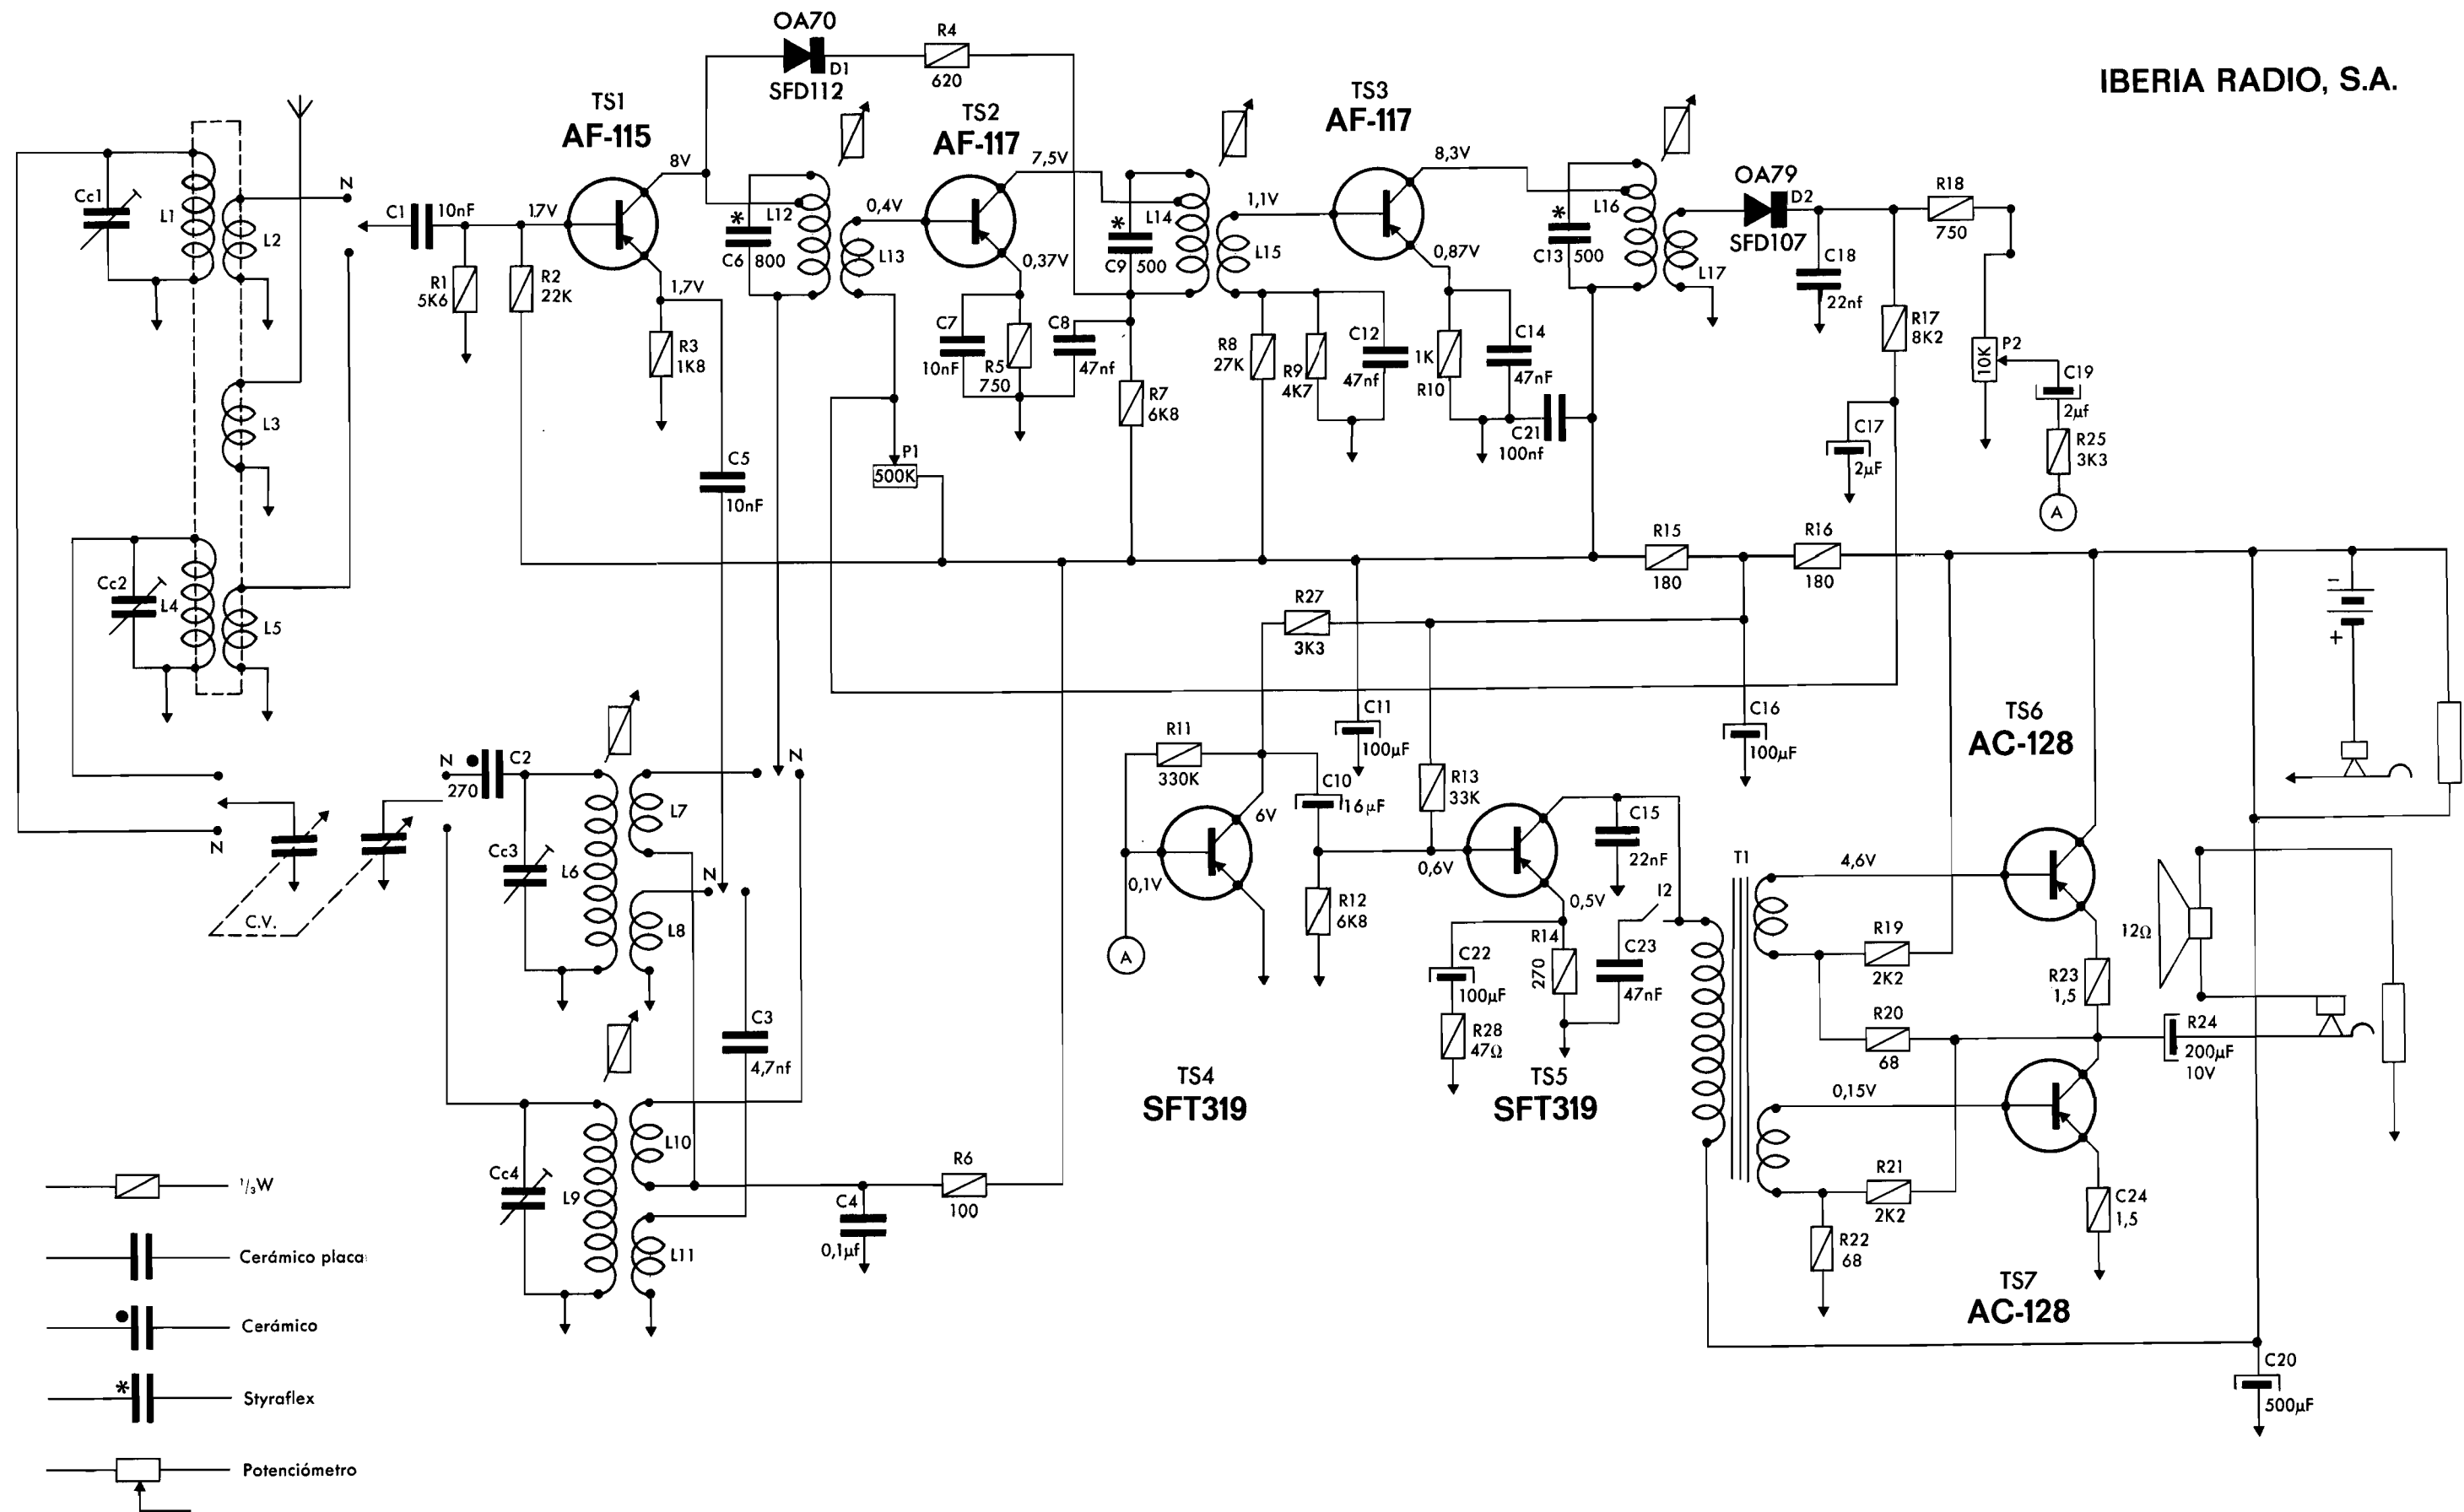 IBERIA RADIO, S.A.
OA70
D1
SFD112
R4
620
TS1
AF-115
8V
TS2
AF-117
7,5V
TS3
AF-117
8,3V
OA79
D2
SFD107
R18
750
Cc1
L1
L2
N
C1
10nF
1,7V
R1
5K6
R2
22K
1,7V
R3
1K8
*
C6
800
L12
L13
0,4V
0,37V
C7
10nF
R5
750
C8
47nf
*
C9
500
L14
L15
1,1V
R7
6K8
R8
27K
R9
4K7
C12
47nf
0,87V
1K
R10
C14
47nF
C21
100nf
*
C13
500
L16
L17
C18
22nf
R17
8K2
C17
2µF
10K
P2
C19
2µf
R25
3K3
A
L3
P1
500K
C5
10nF
Cc2
L4
L5
R15
180
R16
180
R27
3K3
-
+
C11
100µF
C16
100µF
R11
330K
6V
0,1V
A
C10
16µF
R12
6K8
R13
33K
0,6V
0,5V
C15
22nF
I2
C22
100µF
R28
47Ω
R14
270
C23
47nF
TS4
SFT319
TS5
SFT319
T1
TS6
AC-128
4,6V
R19
2K2
R20
68
R23
1,5
12Ω
R24
200µF
10V
0,15V
R21
2K2
R22
68
C24
1,5
TS7
AC-128
C20
500µF
N
C.V.
N
C2
270
Cc3
L6
L7
N
L8
N
C3
4,7nf
Cc4
L9
L10
L11
C4
0,1µf
R6
100
1/3W
Cerámico placa
Cerámico
*
Styraflex
Potenciómetro